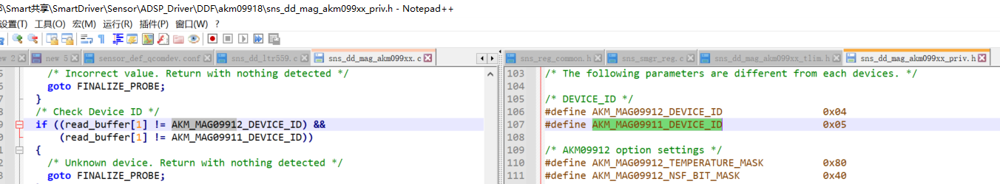 \Smart共享\SmartDriver\Sensor\ADSP_Driver\DDF\akm09918\sns_dd_mag_akm099xx_priv.h - Notepad++
设置(T) 工具(O) 宏(M) 运行(R) 插件(P) 窗口(W) ?
new 2 new 5 sensor_def_qcomdev.conf sns_dd_ltr559.c sns_dd_mag_akm099xx.c
/* Incorrect value. Return with nothing detected */
goto FINALIZE_PROBE;
}
/* Check Device ID */
if ((read_buffer[1] != AKM_MAG09912_DEVICE_ID) &&
(read_buffer[1] != AKM_MAG09911_DEVICE_ID))
{
/* Unknown device. Return with nothing detected */
goto FINALIZE_PROBE;
sns_reg_common.h sns_smgr_reg.c sns_dd_mag_akm099xx_tlim.c sns_dd_mag_akm099xx_priv.h
103 /* The following parameters are different from each devices. */
104
105 /* DEVICE_ID */
106 #define AKM_MAG09912_DEVICE_ID 0x04
107 #define AKM_MAG09911_DEVICE_ID 0x05
108
109 /* AKM09912 option settings */
110 #define AKM_MAG09912_TEMPERATURE_MASK 0x80
111 #define AKM_MAG09912_NSF_BIT_MASK 0x40